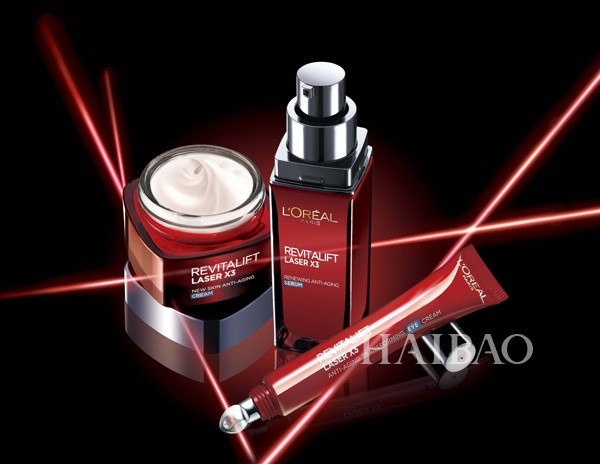 REVITALIFT
LASER X3
NEW SKIN ANTI-AGING
CREAM
L'ORÉAL
PARIS
REVITALIFT
LASER X3
RENEWING ANTI-AGING
SERUM
L'ORÉAL
PARIS
REVITALIFT
LASER X3
ANTI-AGING EYE CREAM
HAIBAO